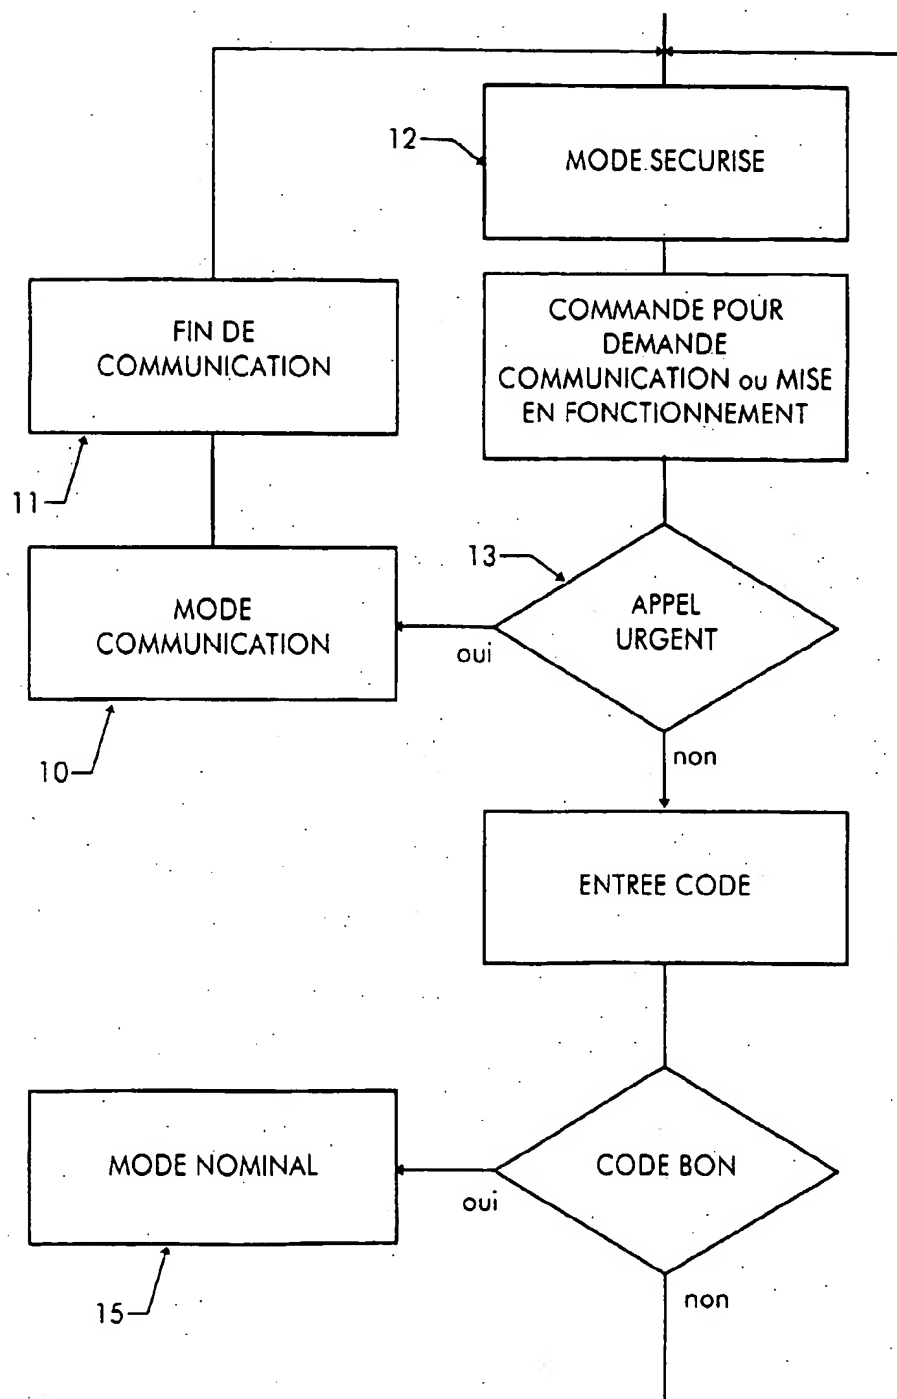 12
MODE SECURISE
COMMANDE POUR
DEMANDE
COMMUNICATION ou MISE
EN FONCTIONNEMENT
FIN DE
COMMUNICATION
11
13
APPEL
URGENT
oui
non
MODE
COMMUNICATION
10
ENTREE CODE
CODE BON
oui
non
MODE NOMINAL
15